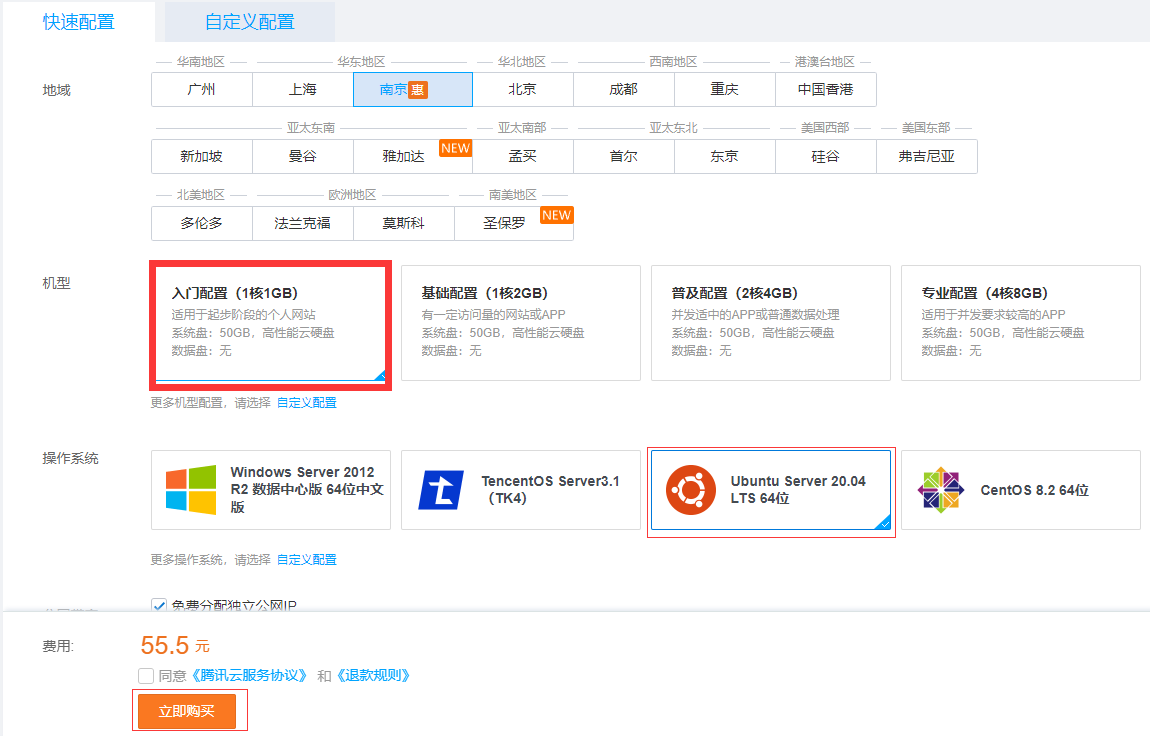 快速配置 自定义配置
华南地区 华东地区 华北地区 西南地区 港澳台地区
地域 广州 上海 南京 惠 北京 成都 重庆 中国香港
亚太东南 亚太南部 亚太东北 美国西部 美国东部
新加坡 曼谷 雅加达 NEW 孟买 首尔 东京 硅谷 弗吉尼亚
北美地区 欧洲地区 南美地区
多伦多 法兰克福 莫斯科 圣保罗 NEW
机型
入门配置（1核1GB）
适用于起步阶段的个人网站
系统盘：50GB，高性能云硬盘
数据盘：无
基础配置（1核2GB）
有一定访问量的网站或APP
系统盘：50GB，高性能云硬盘
数据盘：无
普及配置（2核4GB）
并发适中的APP或普通数据处理
系统盘：50GB，高性能云硬盘
数据盘：无
专业配置（4核8GB）
适用于并发要求较高的APP
系统盘：50GB，高性能云硬盘
数据盘：无
更多机型配置，请选择 自定义配置
操作系统
Windows Server 2012
R2 数据中心版 64位中文
版
TencentOS Server3.1
（TK4）
Ubuntu Server 20.04
LTS 64位
CentOS 8.2 64位
更多操作系统，请选择 自定义配置
免费分配独立公网IP
费用: 55.5 元
同意《腾讯云服务协议》 和《退款规则》
立即购买